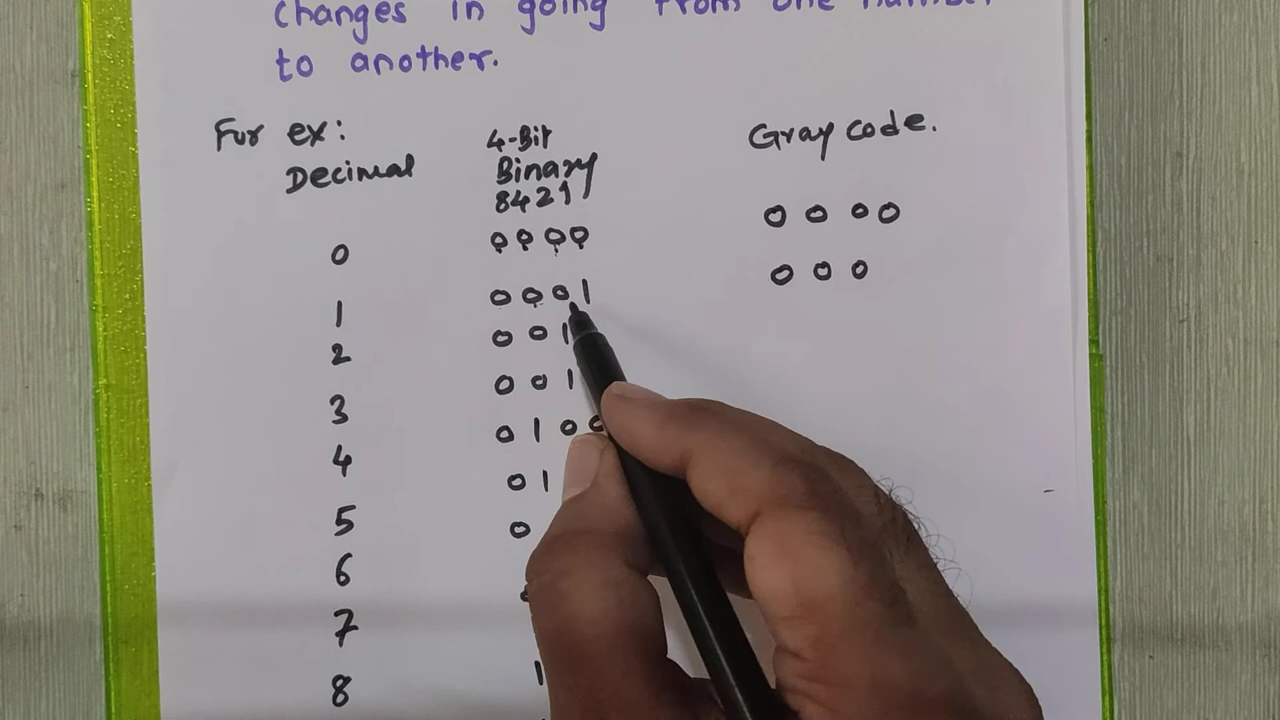 changes in going from one number
to another.
Fur ex:
Decimal 4-Bit Binary 8421 Gray code.
0 0000 0000
1 0001 000
2 001
3 001
4 0100
5 01
6 0
7
8 1